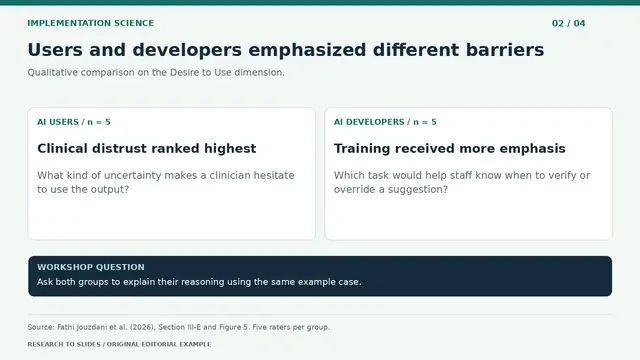 IMPLEMENTATION SCIENCE
02 / 04
Users and developers emphasized different barriers
Qualitative comparison on the Desire to Use dimension.
AI USERS / n = 5
Clinical distrust ranked highest
What kind of uncertainty makes a clinician hesitate
to use the output?
AI DEVELOPERS / n = 5
Training received more emphasis
Which task would help staff know when to verify or
override a suggestion?
WORKSHOP QUESTION
Ask both groups to explain their reasoning using the same example case.
Source: Fathi Jouzdani et al. (2026), Section III-E and Figure 5. Five raters per group.
RESEARCH TO SLIDES / ORIGINAL EDITORIAL EXAMPLE